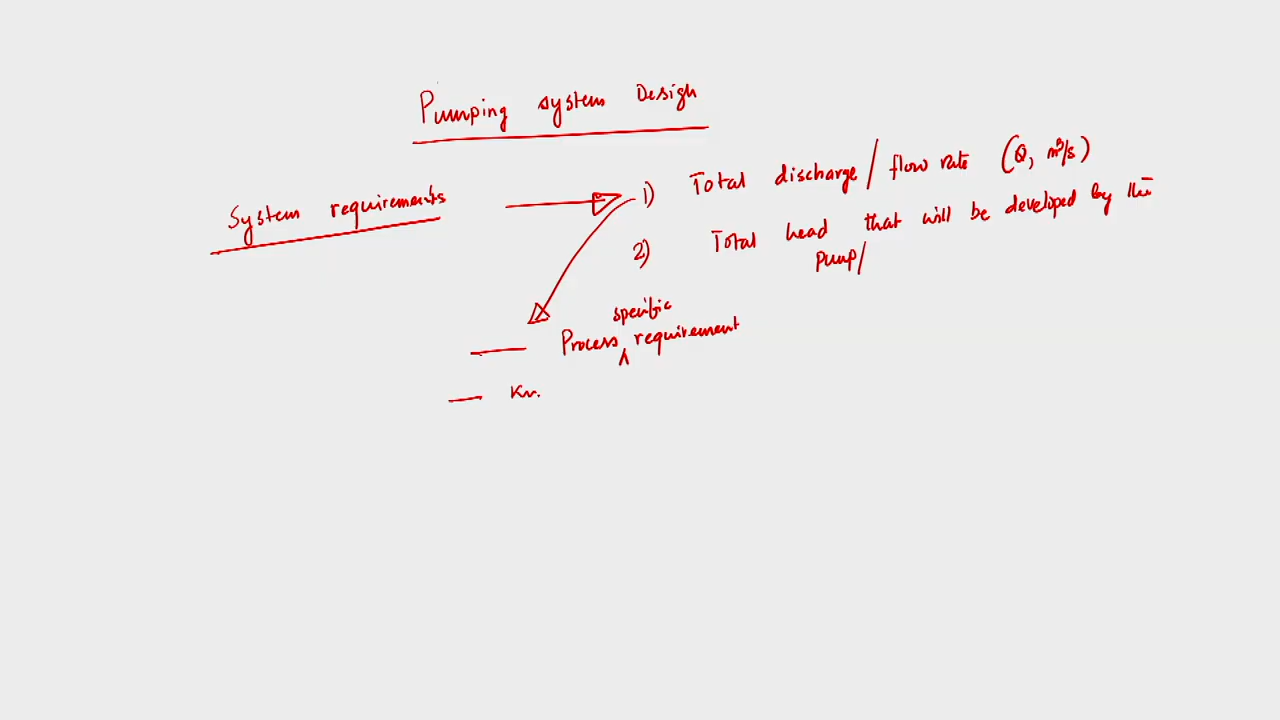 Pumping system Design
System requirements
1) Total discharge / flow rate (Q, m³/s)
2) Total head that will be developed by the
pump/
specific
— Process ∧ requirement
— Kn.